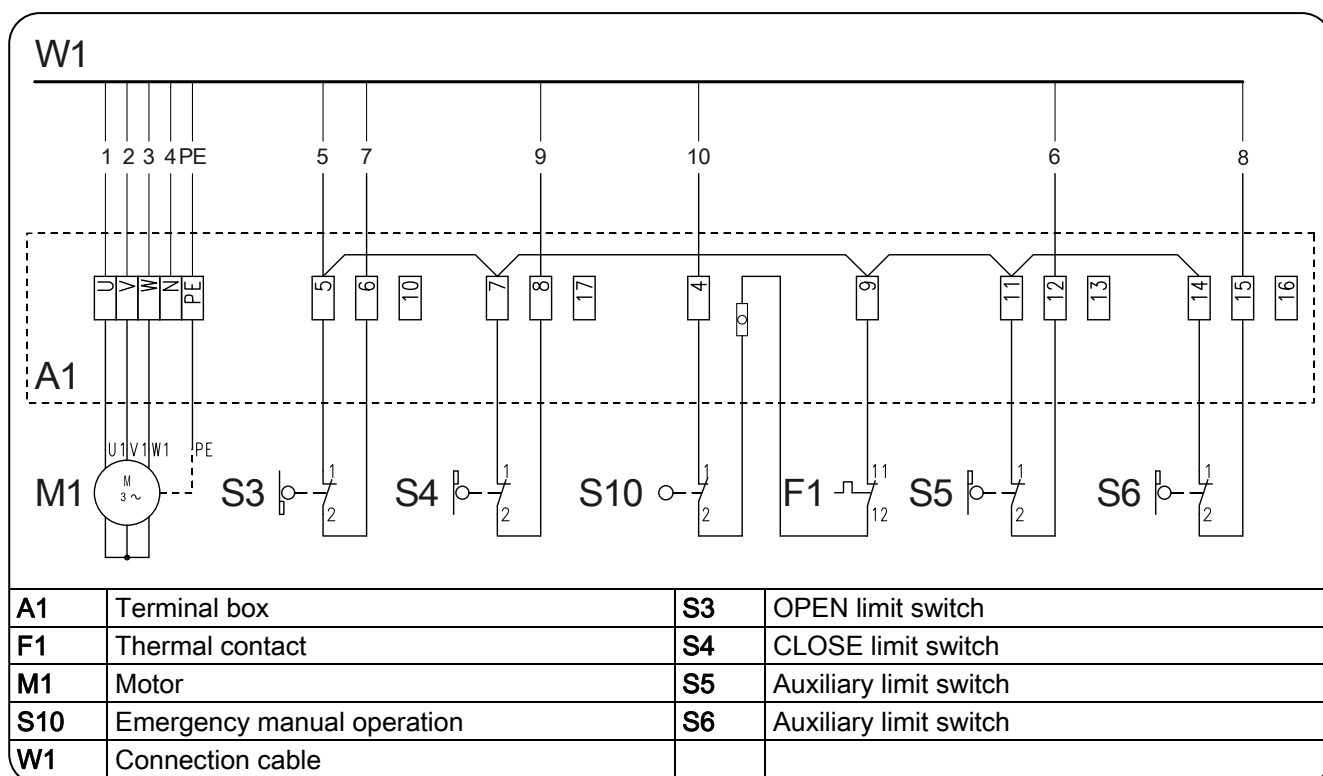 W1
1 2 3 4 PE 5 7 9 10 6 8
U V W N PE 5 6 10 7 8 17 4 9 11 12 13 14 15 16
A1
U1 V1 W1 PE
M1 M 3 ~ S3 1 2 S4 1 2 S10 1 2 F1 11 12 S5 1 2 S6 1 2
A1 Terminal box S3 OPEN limit switch
F1 Thermal contact S4 CLOSE limit switch
M1 Motor S5 Auxiliary limit switch
S10 Emergency manual operation S6 Auxiliary limit switch
W1 Connection cable